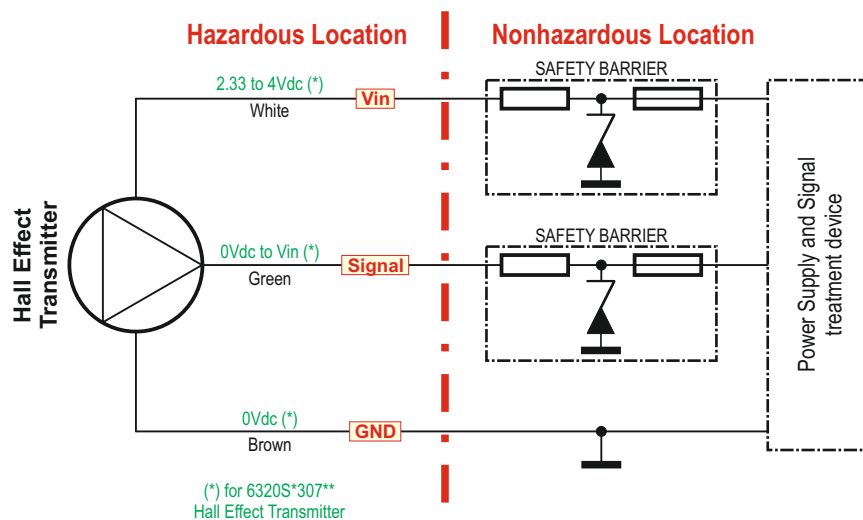 Hazardous Location
Nonhazardous Location
SAFETY BARRIER
2.33 to 4Vdc (*)
Vin
White
Hall Effect
Transmitter
SAFETY BARRIER
0Vdc to Vin (*)
Signal
Green
Power Supply and Signal
treatment device
0Vdc (*)
GND
Brown
(*) for 6320S*307**
Hall Effect Transmitter